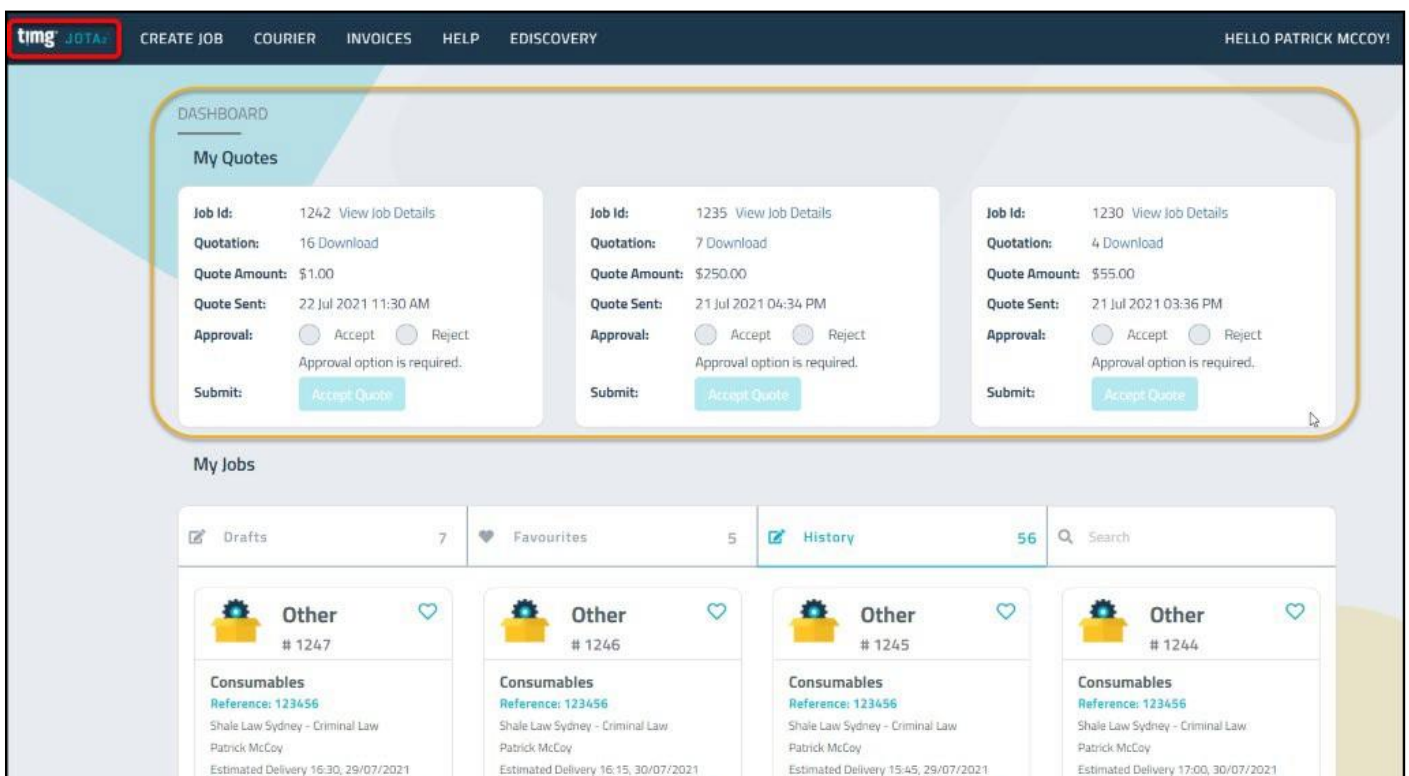 timg JOTA2 CREATE JOB COURIER INVOICES HELP EDISCOVERY HELLO PATRICK MCCOY!
DASHBOARD
My Quotes
Job Id: 1242 View Job Details
Quotation: 16 Download
Quote Amount: $1.00
Quote Sent: 22 Jul 2021 11:30 AM
Approval: Accept Reject
Approval option is required.
Submit: Accept Quote
Job Id: 1235 View Job Details
Quotation: 7 Download
Quote Amount: $250.00
Quote Sent: 21 Jul 2021 04:34 PM
Approval: Accept Reject
Approval option is required.
Submit: Accept Quote
Job Id: 1230 View Job Details
Quotation: 4 Download
Quote Amount: $55.00
Quote Sent: 21 Jul 2021 03:36 PM
Approval: Accept Reject
Approval option is required.
Submit: Accept Quote
My Jobs
Drafts 7 Favourites 5 History 56 Search
Other
# 1247
Consumables
Reference: 123456
Shale Law Sydney - Criminal Law
Patrick McCoy
Estimated Delivery 16:30, 29/07/2021
Other
# 1246
Consumables
Reference: 123456
Shale Law Sydney - Criminal Law
Patrick McCoy
Estimated Delivery 16:15, 30/07/2021
Other
# 1245
Consumables
Reference: 123456
Shale Law Sydney - Criminal Law
Patrick McCoy
Estimated Delivery 15:45, 29/07/2021
Other
# 1244
Consumables
Reference: 123456
Shale Law Sydney - Criminal Law
Patrick McCoy
Estimated Delivery 17:00, 30/07/2021